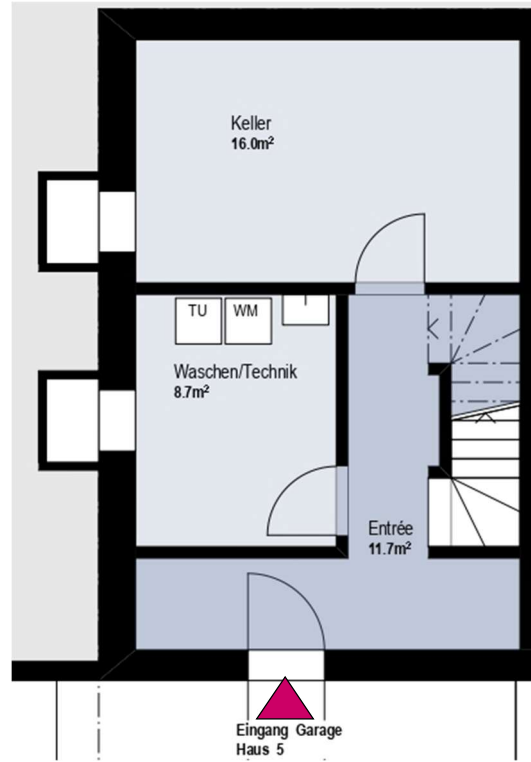 Keller
16.0m²
TU WM
Waschen/Technik
8.7m²
Entrée
11.7m²
Eingang Garage
Haus 5